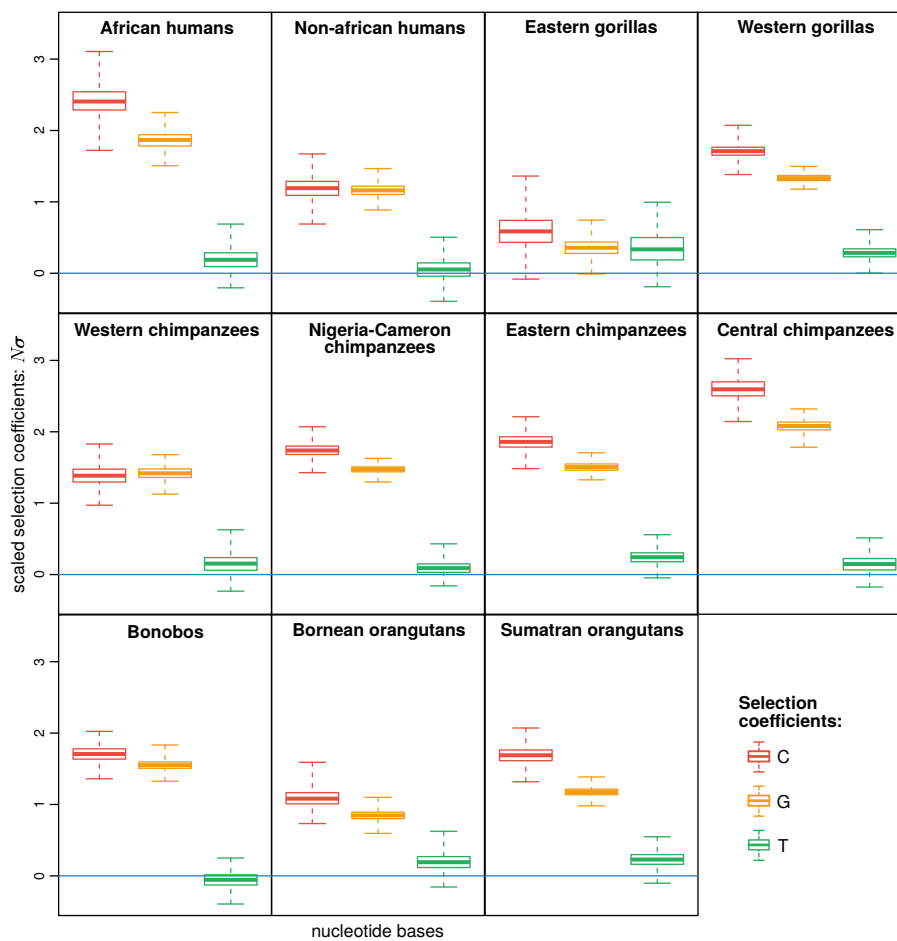 African humans
Non-african humans
Eastern gorillas
Western gorillas
3
2
1
0
Western chimpanzees
Nigeria-Cameron
chimpanzees
Eastern chimpanzees
Central chimpanzees
scaled selection coefficients: Nσ
3
2
1
0
Bonobos
Bornean orangutans
Sumatran orangutans
3
2
1
0
Selection
coefficients:
C
G
T
nucleotide bases